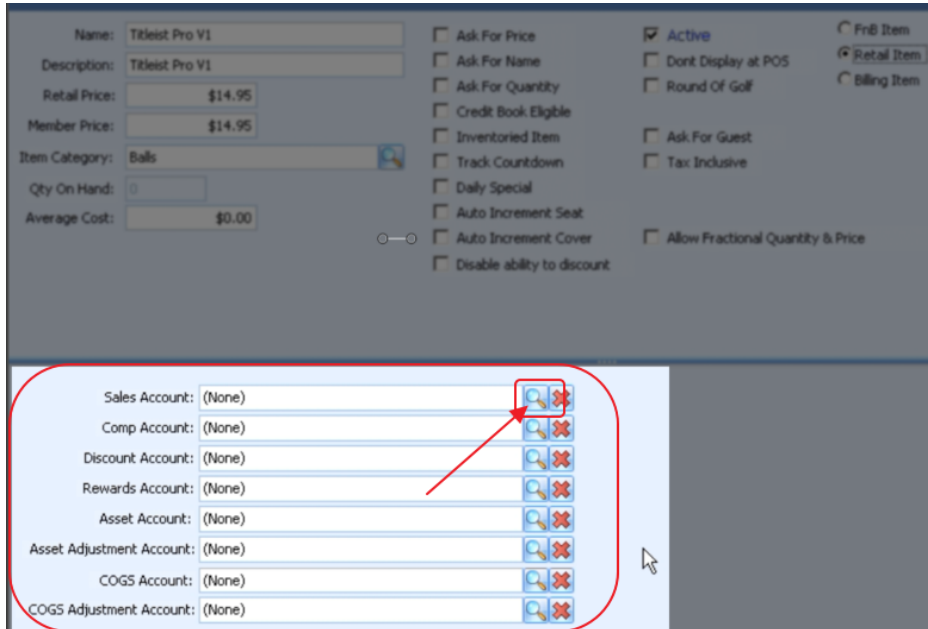 Name: Titleist Pro V1
Description: Titleist Pro V1
Retail Price: $14.95
Member Price: $14.95
Item Category: Balls
Qty On Hand: 0
Average Cost: $0.00
Ask For Price
Ask For Name
Ask For Quantity
Credit Book Eligible
Inventoried Item
Track Countdown
Daily Special
Auto Increment Seat
Auto Increment Cover
Disable ability to discount
Active
Dont Display at POS
Round Of Golf
Ask For Guest
Tax Inclusive
Allow Fractional Quantity & Price
FnB Item
Retail Item
Billing Item
Sales Account: (None)
Comp Account: (None)
Discount Account: (None)
Rewards Account: (None)
Asset Account: (None)
Asset Adjustment Account: (None)
COGS Account: (None)
COGS Adjustment Account: (None)